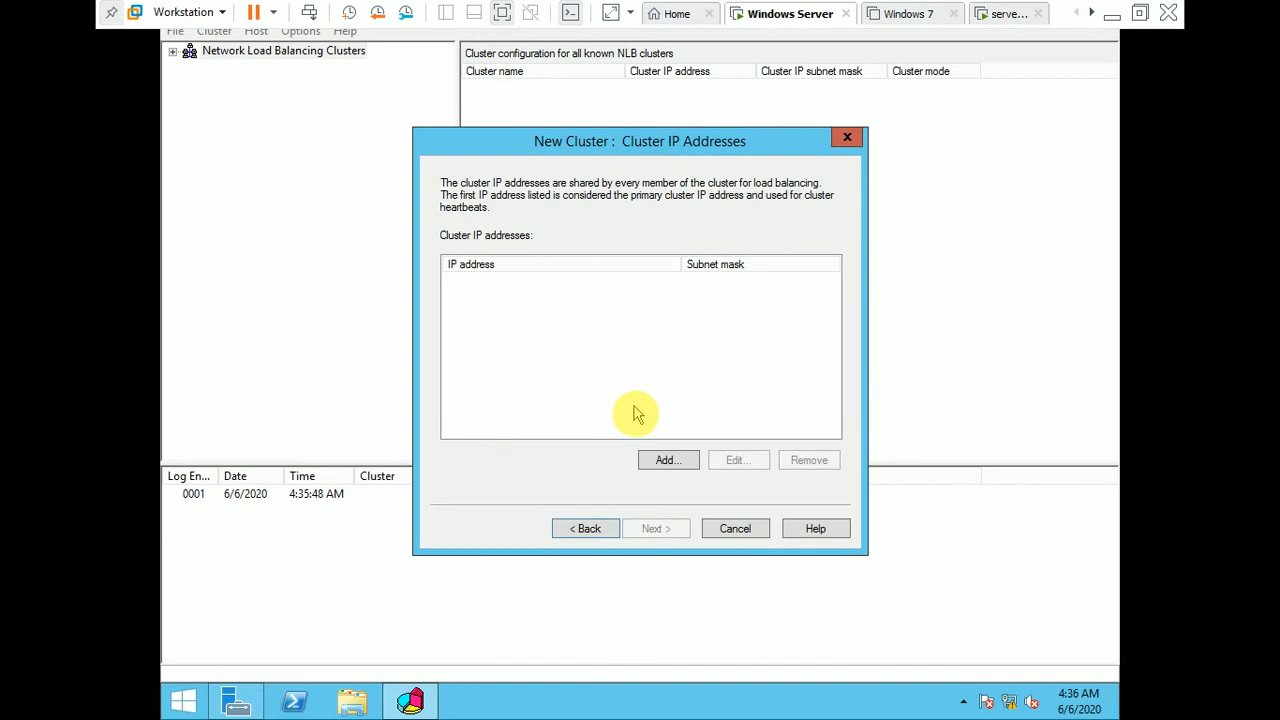 Workstation
Home
Windows Server
Windows 7
serve...
File Cluster Host Options Help
Network Load Balancing Clusters
Cluster configuration for all known NLB clusters
Cluster name Cluster IP address Cluster IP subnet mask Cluster mode
New Cluster : Cluster IP Addresses
The cluster IP addresses are shared by every member of the cluster for load balancing.
The first IP address listed is considered the primary cluster IP address and used for cluster
heartbeats.
Cluster IP addresses:
IP address Subnet mask
Add... Edit... Remove
< Back Next > Cancel Help
Log En... Date Time Cluster
0001 6/6/2020 4:35:48 AM
4:36 AM
6/6/2020